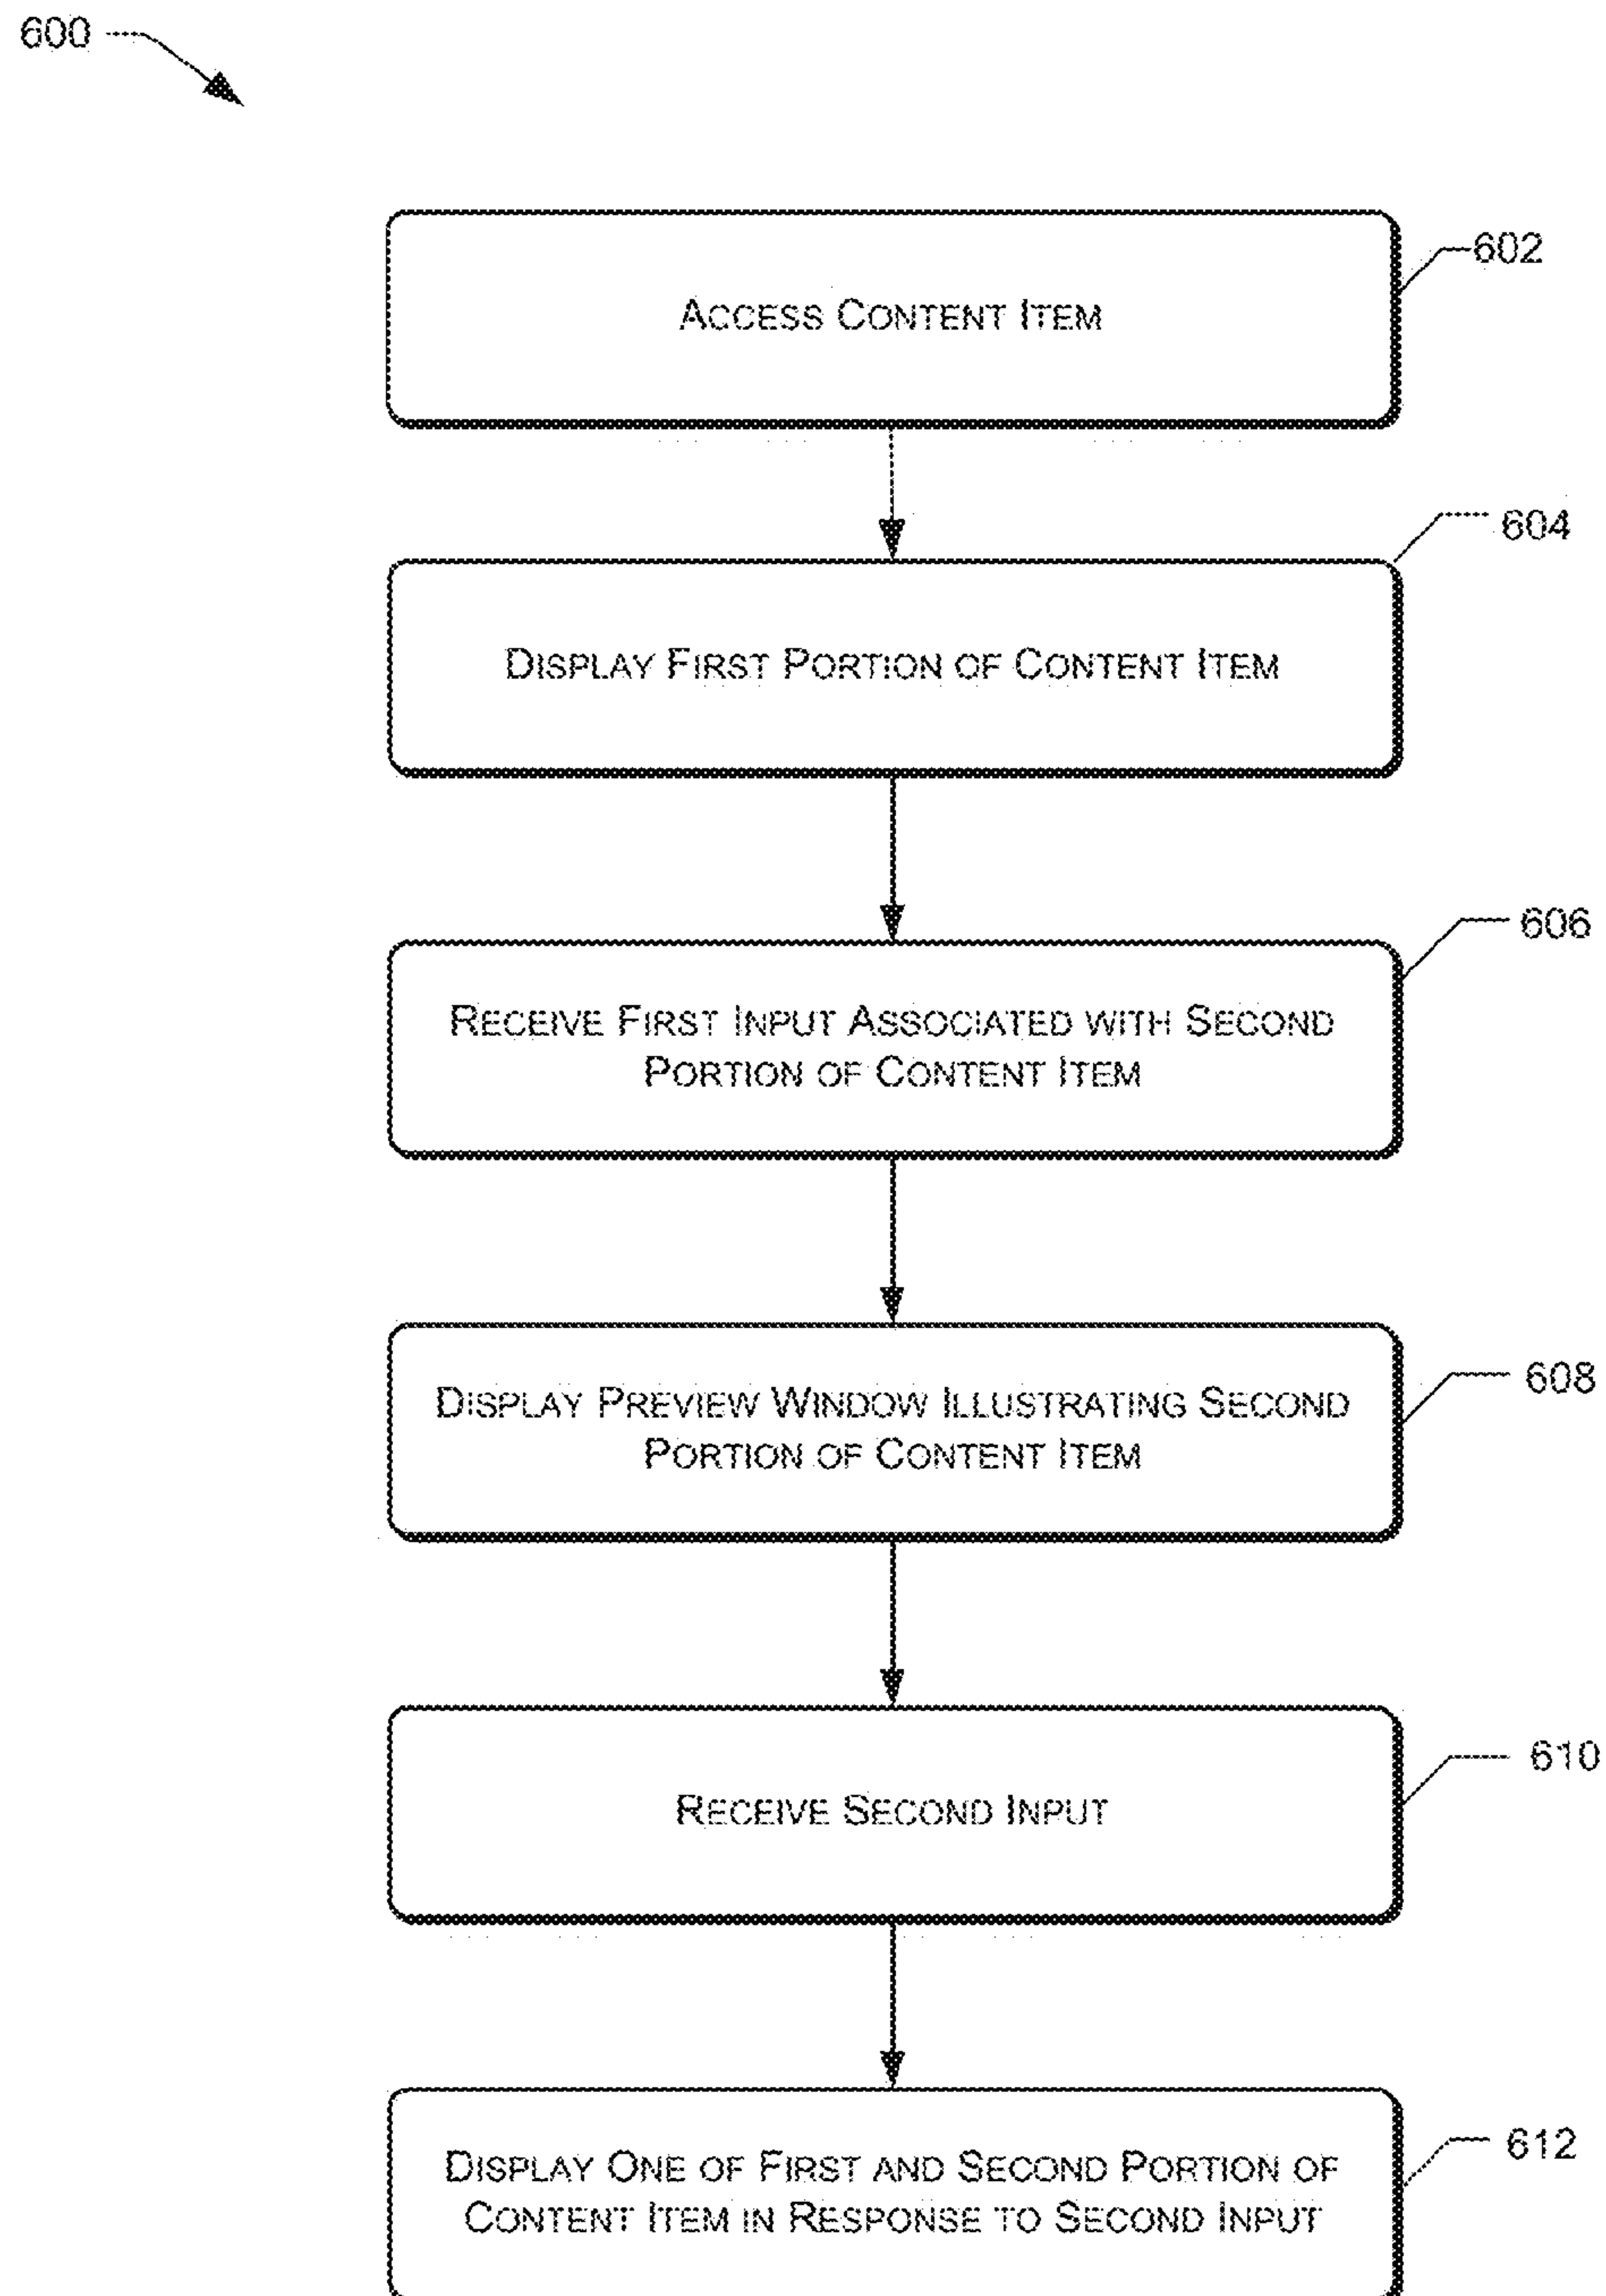 600
602
ACCESS CONTENT ITEM
604
DISPLAY FIRST PORTION OF CONTENT ITEM
606
RECEIVE FIRST INPUT ASSOCIATED WITH SECOND
PORTION OF CONTENT ITEM
608
DISPLAY PREVIEW WINDOW ILLUSTRATING SECOND
PORTION OF CONTENT ITEM
610
RECEIVE SECOND INPUT
612
DISPLAY ONE OF FIRST AND SECOND PORTION OF
CONTENT ITEM IN RESPONSE TO SECOND INPUT